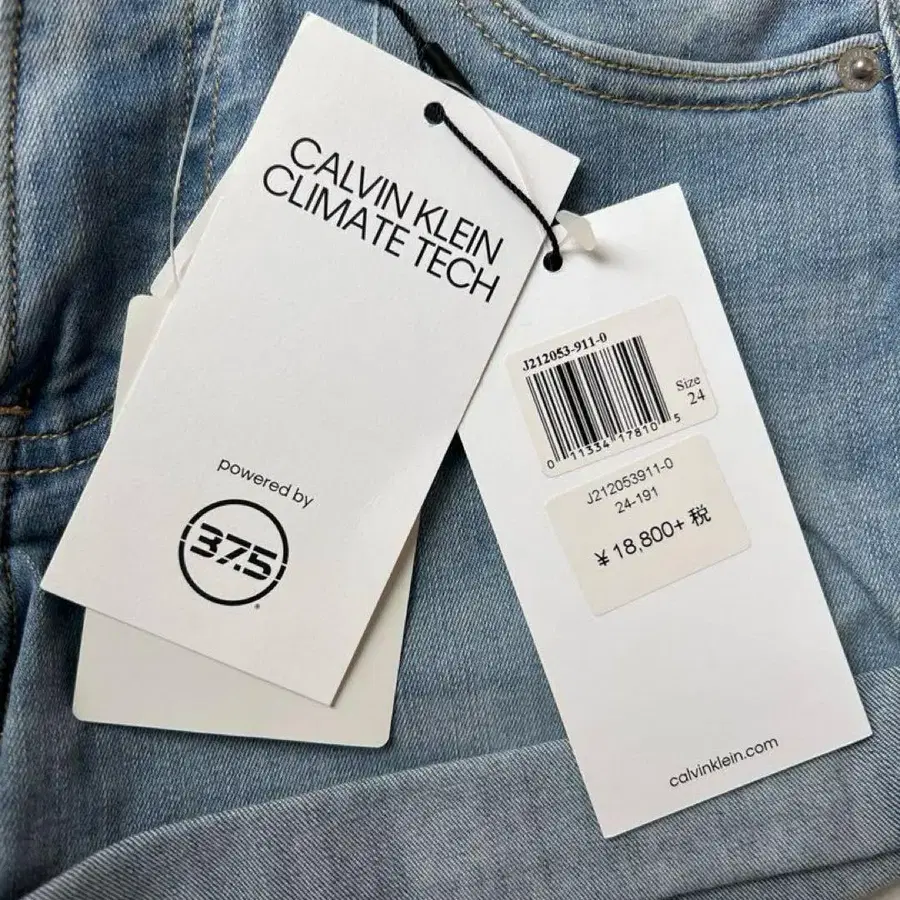 CALVIN KLEIN
CLIMATE TECH
powered by
37.5
J212053-911-0
Size
24
0 11334 17810 5
J212053911-0
24-191
¥18,800+ 税
calvinklein.com